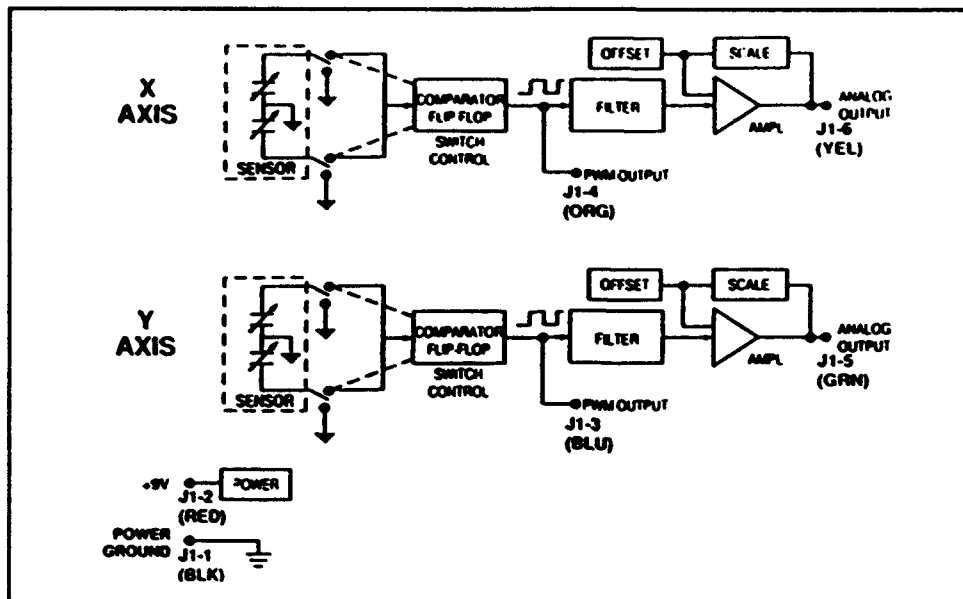 X
AXIS
SENSOR
COMPARATOR
FLIP FLOP
SWITCH
CONTROL
OFFSET
SCALE
FILTER
AMPL
ANALOG
OUTPUT
J1-6
(YEL)
PWM OUTPUT
J1-4
(ORG)
Y
AXIS
SENSOR
COMPARATOR
FLIP-FLOP
SWITCH
CONTROL
OFFSET
SCALE
FILTER
AMPL
ANALOG
OUTPUT
J1-5
(GRN)
PWM OUTPUT
J1-3
(BLU)
+9V
J1-2
(RED)
POWER
POWER
GROUND
J1-1
(BLK)